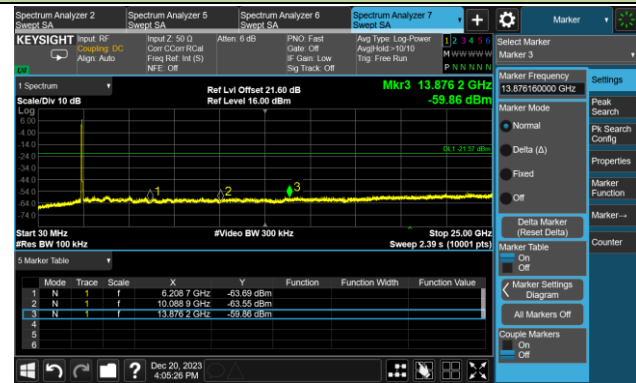 Spectrum Analyzer 2
Swept SA
Spectrum Analyzer 5
Swept SA
Spectrum Analyzer 6
Swept SA
Spectrum Analyzer 7
Swept SA
Marker
KEYSIGHT
Input: RF
Coupling: DC
Align: Auto
Input Z: 50 Ω
Corr CCorr RCal
Freq Ref: Int (S)
NFE: Off
Atten: 6 dB
PNO: Fast
Gate: Off
IF Gain: Low
Sig Track: Off
Avg Type: Log-Power
Avg|Hold:>10/10
Trig: Free Run
1 2 3 4 5 6
M W W W W W
P N N N N N
Select Marker
Marker 3
1 Spectrum
Scale/Div 10 dB
Log
Ref Lvl Offset 21.60 dB
Ref Level 16.00 dBm
Mkr3 13.876 2 GHz
-59.86 dBm
6.00
-4.00
-14.0
-24.0
-34.0
-44.0
-54.0
-64.0
-74.0
DL1 -21.57 dBm
1
2
3
Start 30 MHz
#Res BW 100 kHz
#Video BW 300 kHz
Stop 25.00 GHz
Sweep 2.39 s (10001 pts)
5 Marker Table
Mode Trace Scale X Y Function Function Width Function Value
1 N 1 f 6.208 7 GHz -63.69 dBm
2 N 1 f 10.088 9 GHz -63.55 dBm
3 N 1 f 13.876 2 GHz -59.86 dBm
4
5
6
Marker Frequency
13.876160000 GHz
Marker Mode
Normal
Delta (Δ)
Fixed
Off
Delta Marker
(Reset Delta)
Marker Table
On
Off
Marker Settings
Diagram
All Markers Off
Couple Markers
On
Off
Settings
Peak
Search
Pk Search
Config
Properties
Marker
Function
Marker→
Counter
?
Dec 20, 2023
4:05:26 PM